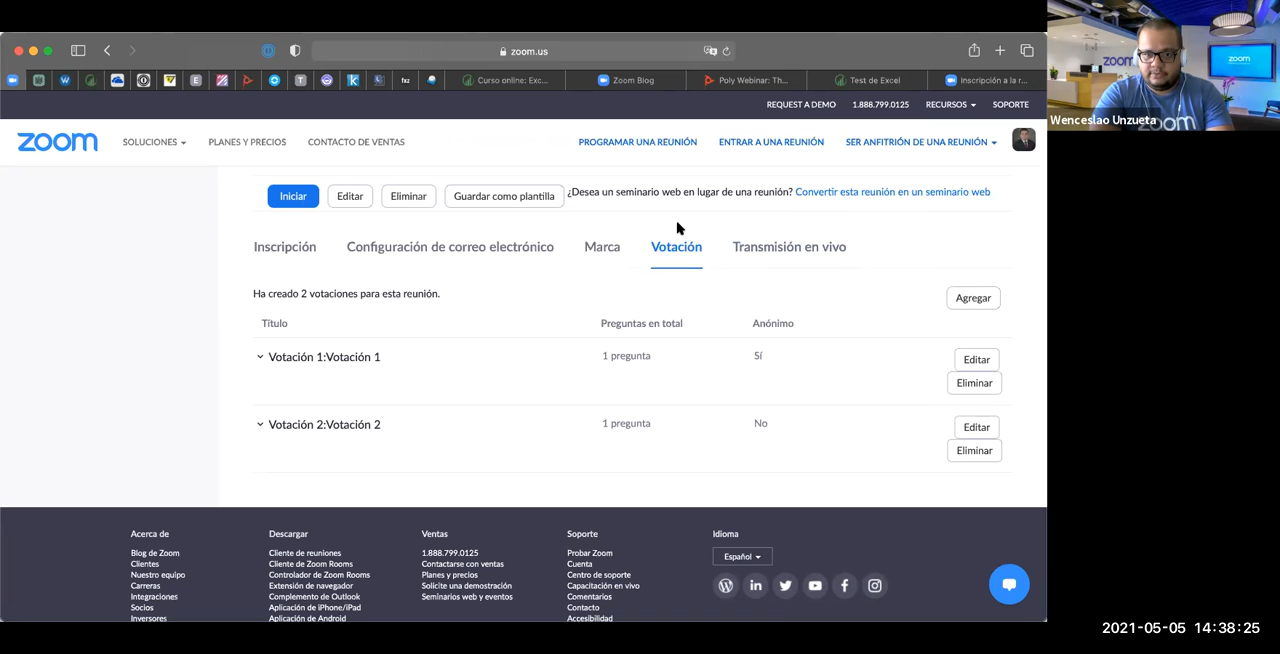 zoom.us
Curso online; Exc...
Zoom Blog
Poly Webinar: Th...
Test de Excel
Inscripción a la r...
REQUEST A DEMO
1.888.799.0125
RECURSOS
SOPORTE
zoom
SOLUCIONES
PLANES Y PRECIOS
CONTACTO DE VENTAS
PROGRAMAR UNA REUNIÓN
ENTRAR A UNA REUNIÓN
SER ANFITRIÓN DE UNA REUNIÓN
Iniciar
Editar
Eliminar
Guardar como plantilla
¿Desea un seminario web en lugar de una reunión? Convertir esta reunión en un seminario web
Inscripción
Configuración de correo electrónico
Marca
Votación
Transmisión en vivo
Ha creado 2 votaciones para esta reunión.
Agregar
Título
Preguntas en total
Anónimo
Votación 1:Votación 1
1 pregunta
Sí
Editar
Eliminar
Votación 2:Votación 2
1 pregunta
No
Editar
Eliminar
Acerca de
Blog de Zoom
Clientes
Nuestro equipo
Carreras
Integraciones
Socios
Inversores
Descargar
Cliente de reuniones
Cliente de Zoom Rooms
Controlador de Zoom Rooms
Extensión de navegador
Complemento de Outlook
Aplicación de iPhone/iPad
Aplicación de Android
Ventas
1.888.799.0125
Contactarse con ventas
Planes y precios
Solicite una demostración
Seminarios web y eventos
Soporte
Probar Zoom
Cuenta
Centro de soporte
Capacitación en vivo
Comentarios
Contacto
Accesibilidad
Idioma
Español
zoom
zoom
zoom
Wenceslao Unzueta
2021-05-05 14:38:25